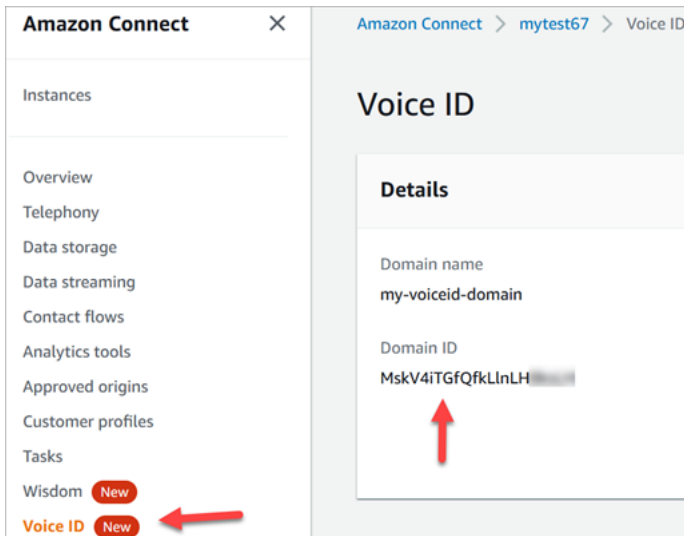 Amazon Connect
Instances
Overview
Telephony
Data storage
Data streaming
Contact flows
Analytics tools
Approved origins
Customer profiles
Tasks
Wisdom New
Voice ID New
Amazon Connect > mytest67 > Voice ID
Voice ID
Details
Domain name
my-voiceid-domain
Domain ID
MskV4iTGfQfkLlnLH